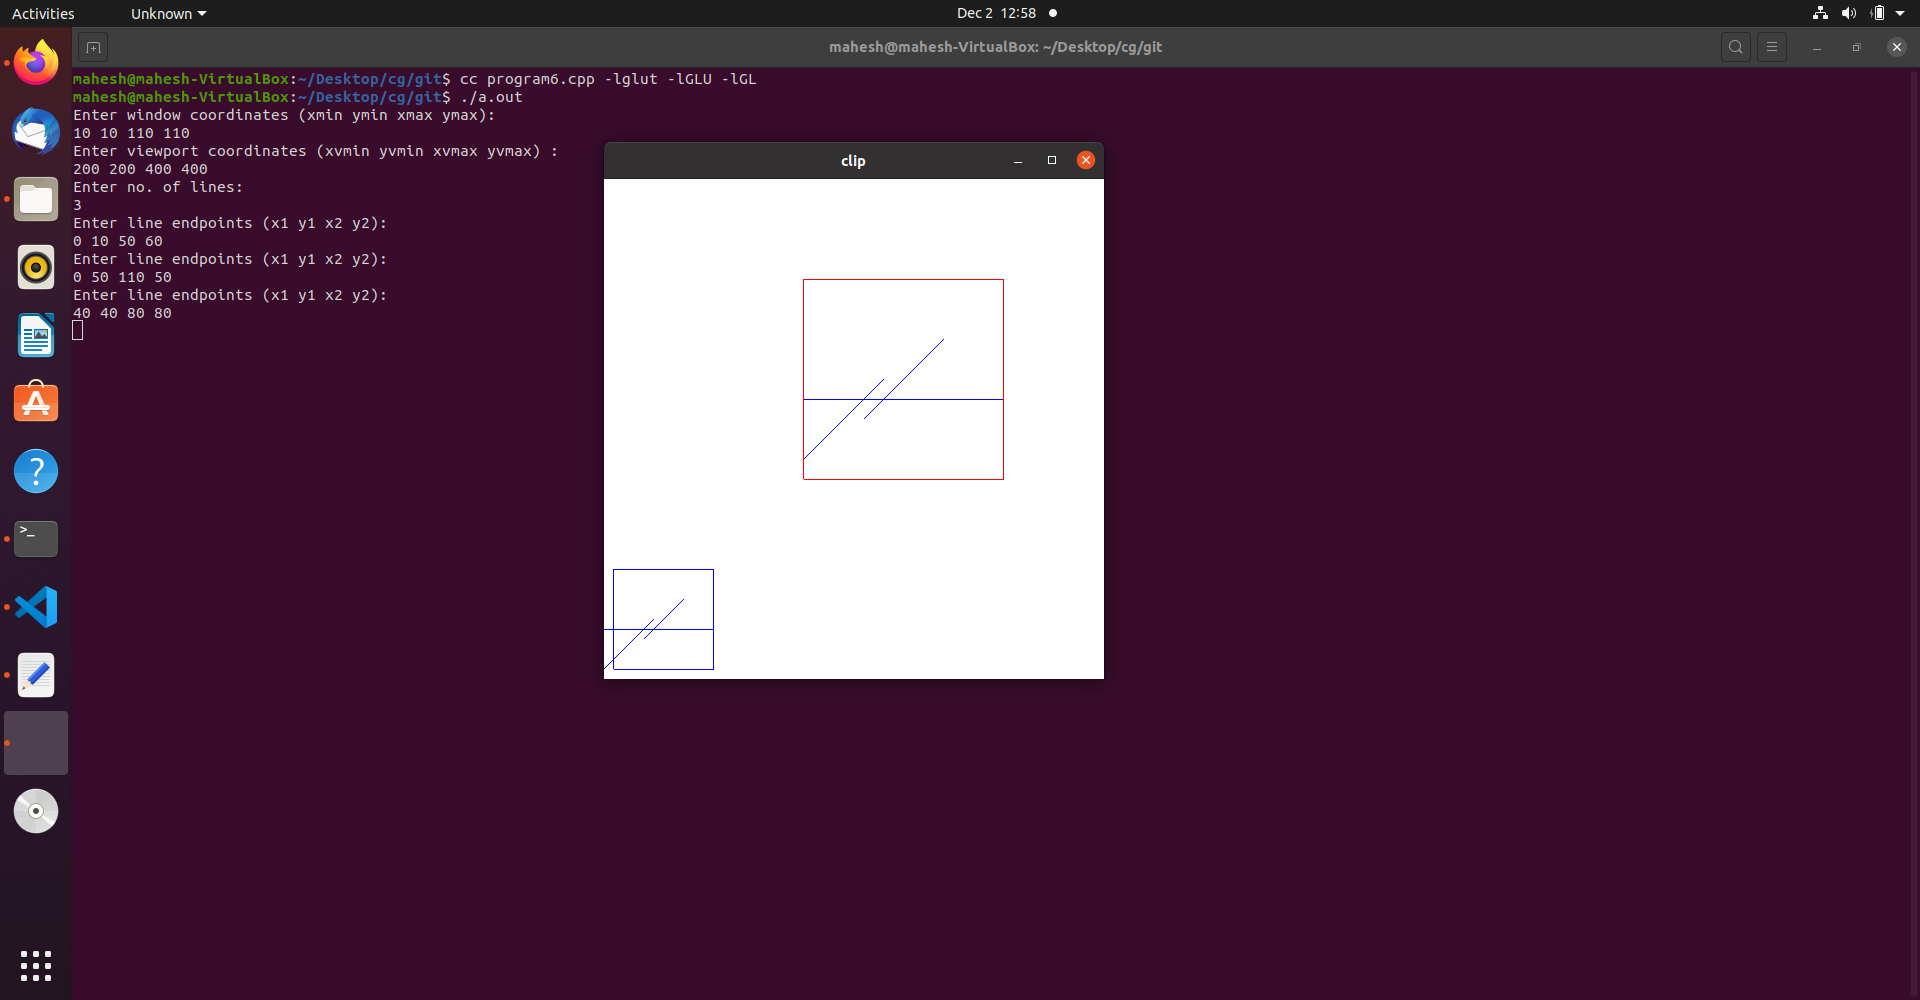 Activities
Unknown
Dec 2 12:58
mahesh@mahesh-VirtualBox: ~/Desktop/cg/git
mahesh@mahesh-VirtualBox:~/Desktop/cg/git$ cc program6.cpp -lglut -lGLU -lGL
mahesh@mahesh-VirtualBox:~/Desktop/cg/git$ ./a.out
Enter window coordinates (xmin ymin xmax ymax):
10 10 110 110
Enter viewport coordinates (xvmin yvmin xvmax yvmax) :
200 200 400 400
Enter no. of lines:
3
Enter line endpoints (x1 y1 x2 y2):
0 10 50 60
Enter line endpoints (x1 y1 x2 y2):
0 50 110 50
Enter line endpoints (x1 y1 x2 y2):
40 40 80 80
clip